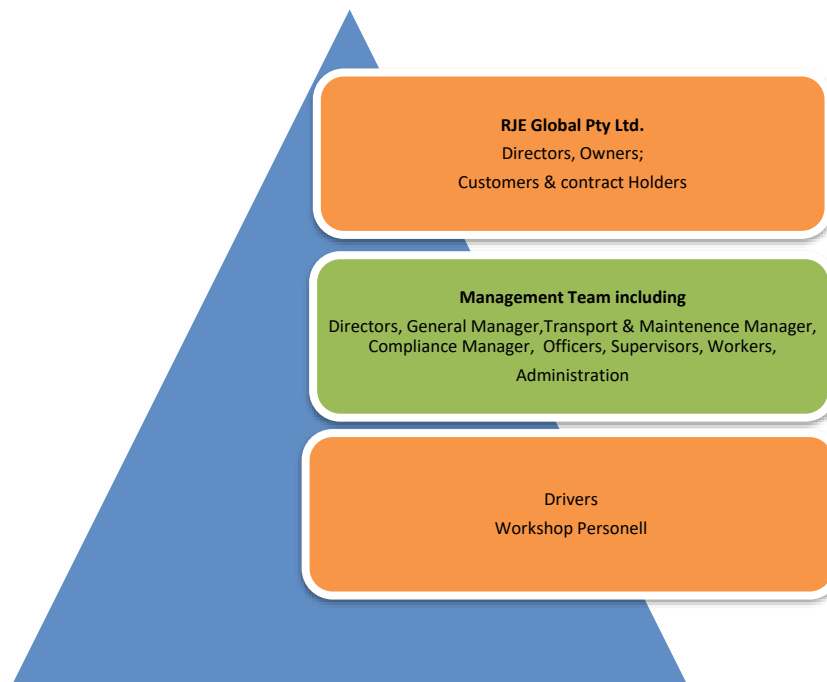 RJE Global Pty Ltd.
Directors, Owners;
Customers & contract Holders
Management Team including
Directors, General Manager,Transport & Maintenence Manager,
Compliance Manager, Officers, Supervisors, Workers,
Administration
Drivers
Workshop Personell